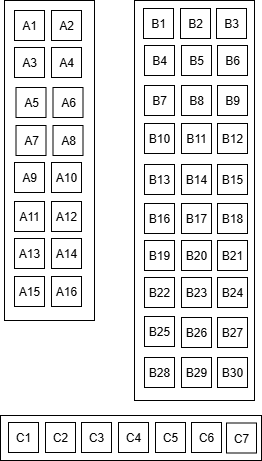 A1 A2
A3 A4
A5 A6
A7 A8
A9 A10
A11 A12
A13 A14
A15 A16
B1 B2 B3
B4 B5 B6
B7 B8 B9
B10 B11 B12
B13 B14 B15
B16 B17 B18
B19 B20 B21
B22 B23 B24
B25 B26 B27
B28 B29 B30
C1 C2 C3 C4 C5 C6 C7